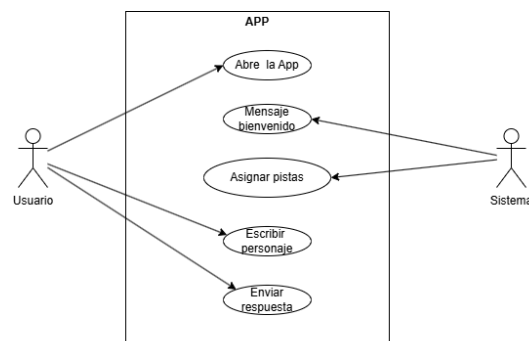 APP
Abre la App
Mensaje
bienvenido
Asignar pistas
Usuario
Sistema
Escribir
personaje
Enviar
respuesta